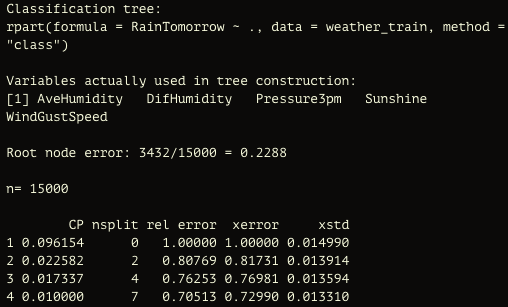 Classification tree:
rpart(formula = RainTomorrow ~ ., data = weather_train, method =
"class")

Variables actually used in tree construction:
[1] AveHumidity   DifHumidity   Pressure3pm   Sunshine
WindGustSpeed

Root node error: 3432/15000 = 0.2288

n= 15000

        CP nsplit rel error  xerror     xstd
1 0.096154      0   1.00000 1.00000 0.014990
2 0.022582      2   0.80769 0.81731 0.013914
3 0.017337      4   0.76253 0.76981 0.013594
4 0.010000      7   0.70513 0.72990 0.013310